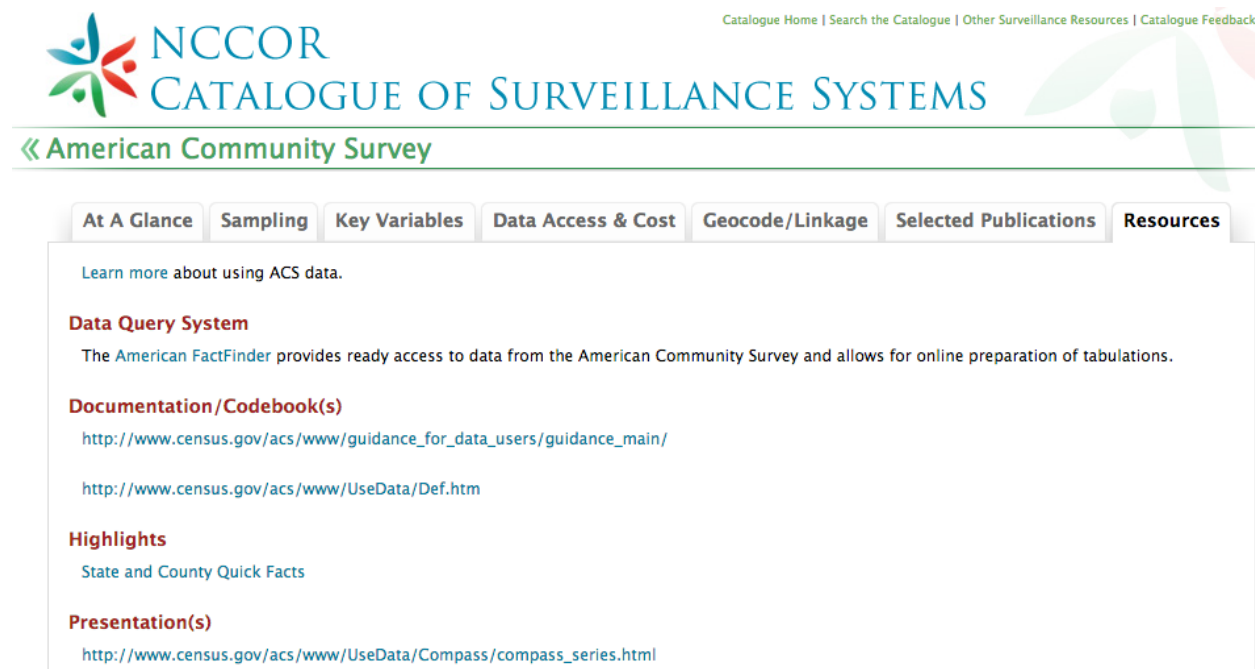 Catalogue Home | Search the Catalogue | Other Surveillance Resources | Catalogue Feedback
NCCOR
CATALOGUE OF SURVEILLANCE SYSTEMS
« American Community Survey
At A Glance Sampling Key Variables Data Access & Cost Geocode/Linkage Selected Publications Resources
Learn more about using ACS data.
Data Query System
The American FactFinder provides ready access to data from the American Community Survey and allows for online preparation of tabulations.
Documentation/Codebook(s)
http://www.census.gov/acs/www/guidance_for_data_users/guidance_main/
http://www.census.gov/acs/www/UseData/Def.htm
Highlights
State and County Quick Facts
Presentation(s)
http://www.census.gov/acs/www/UseData/Compass/compass_series.html